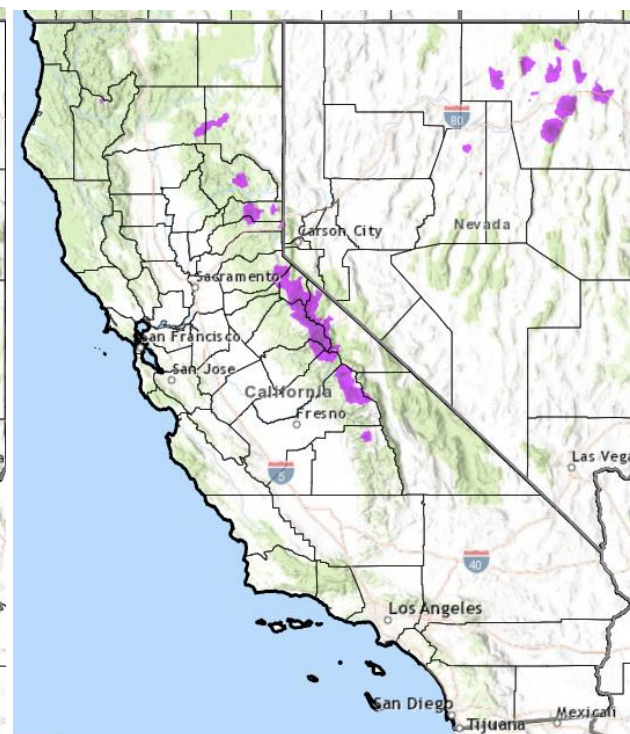 80
Nevada
Carson City
Sacramento
San Francisco
San Jose
California
Fresno
5
Las Vega
40
Los Angeles
San Diego
Tijuana
Mexicali
a